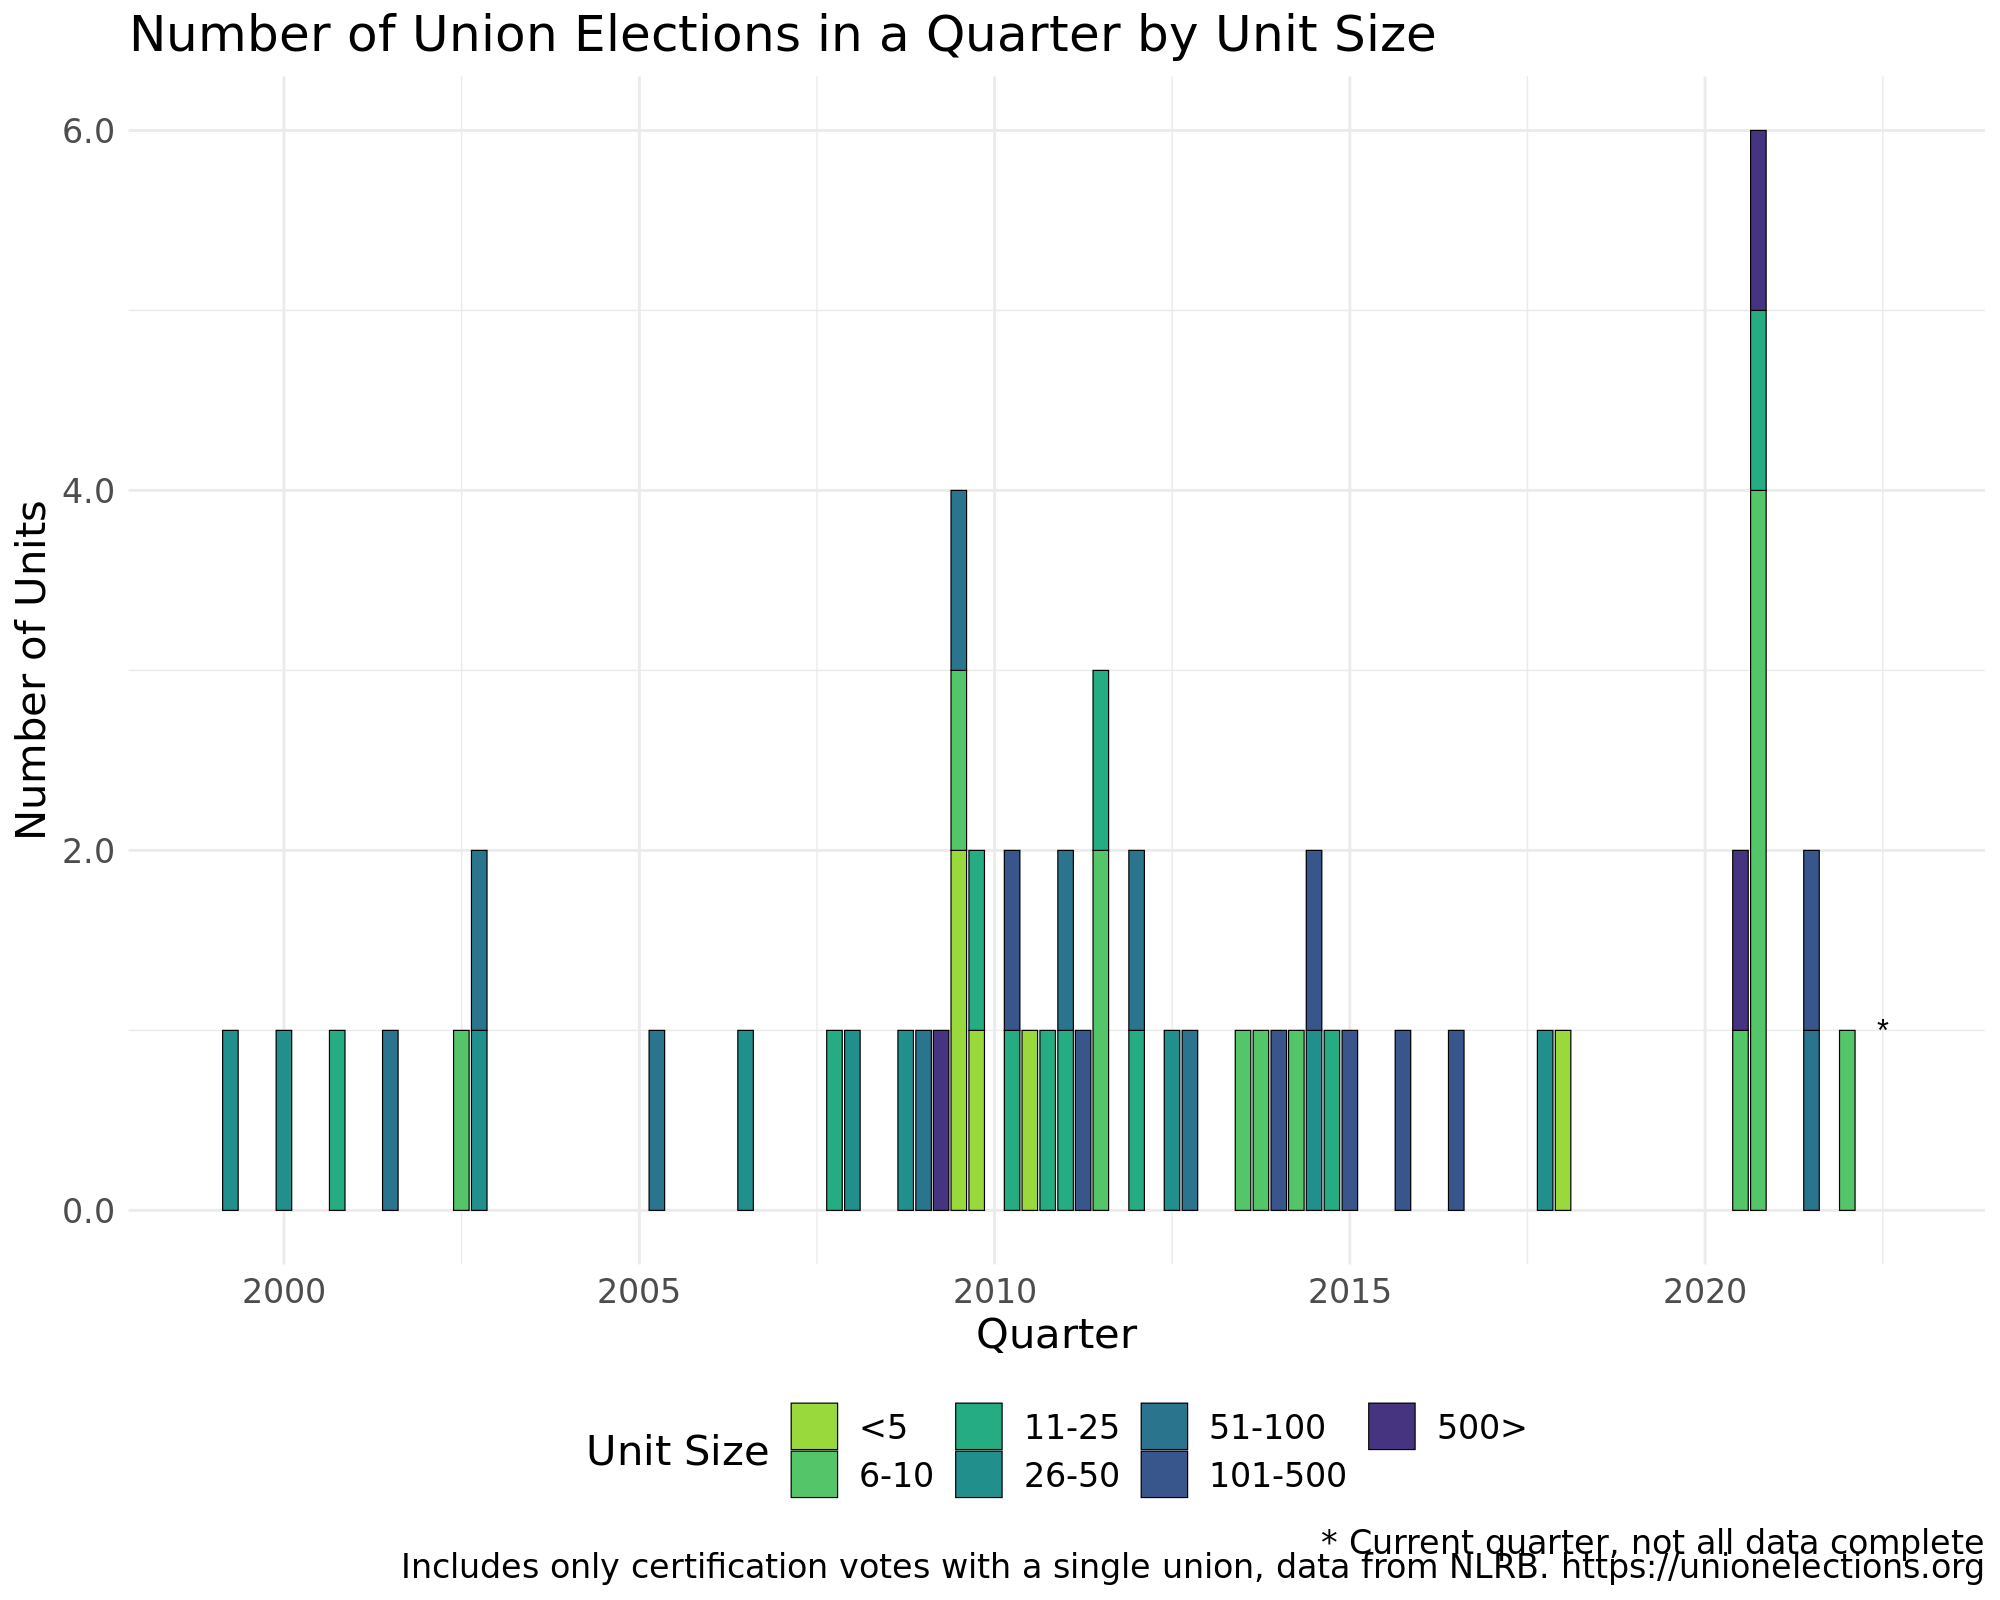 Number of Union Elections in a Quarter by Unit Size
6.0
4.0
2.0
0.0
Number of Units
*
2000 2005 2010 2015 2020
Quarter
Unit Size
<5 11-25 51-100 500>
6-10 26-50 101-500
* Current quarter, not all data complete
Includes only certification votes with a single union, data from NLRB. https://unionelections.org